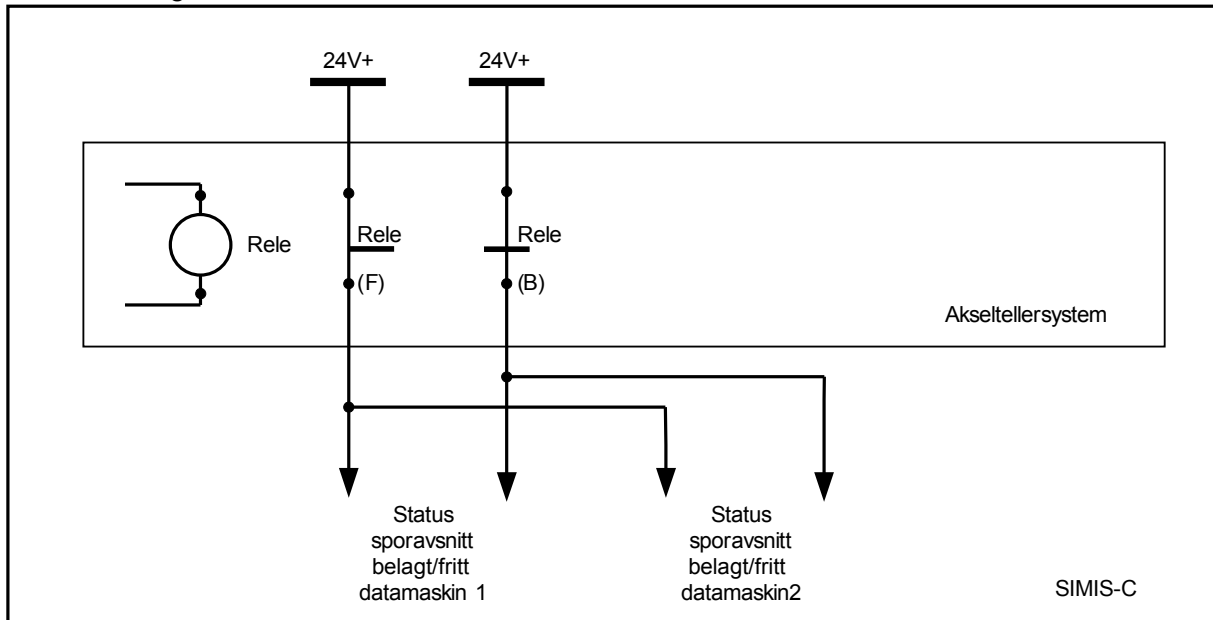 24V+ 24V+
Rele Rele Rele
(F) (B)
Akseltellersystem
Status
sporavsnitt
belagt/fritt
datamaskin 1
Status
sporavsnitt
belagt/fritt
datamaskin2
SIMIS-C